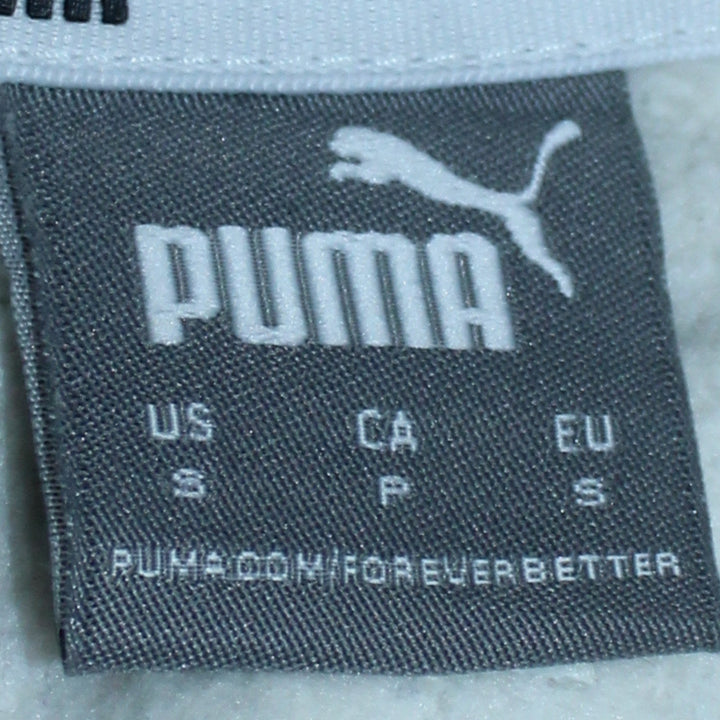 PUMA
US CA EU
S P S
PUMA.COM/FOREVERBETTER